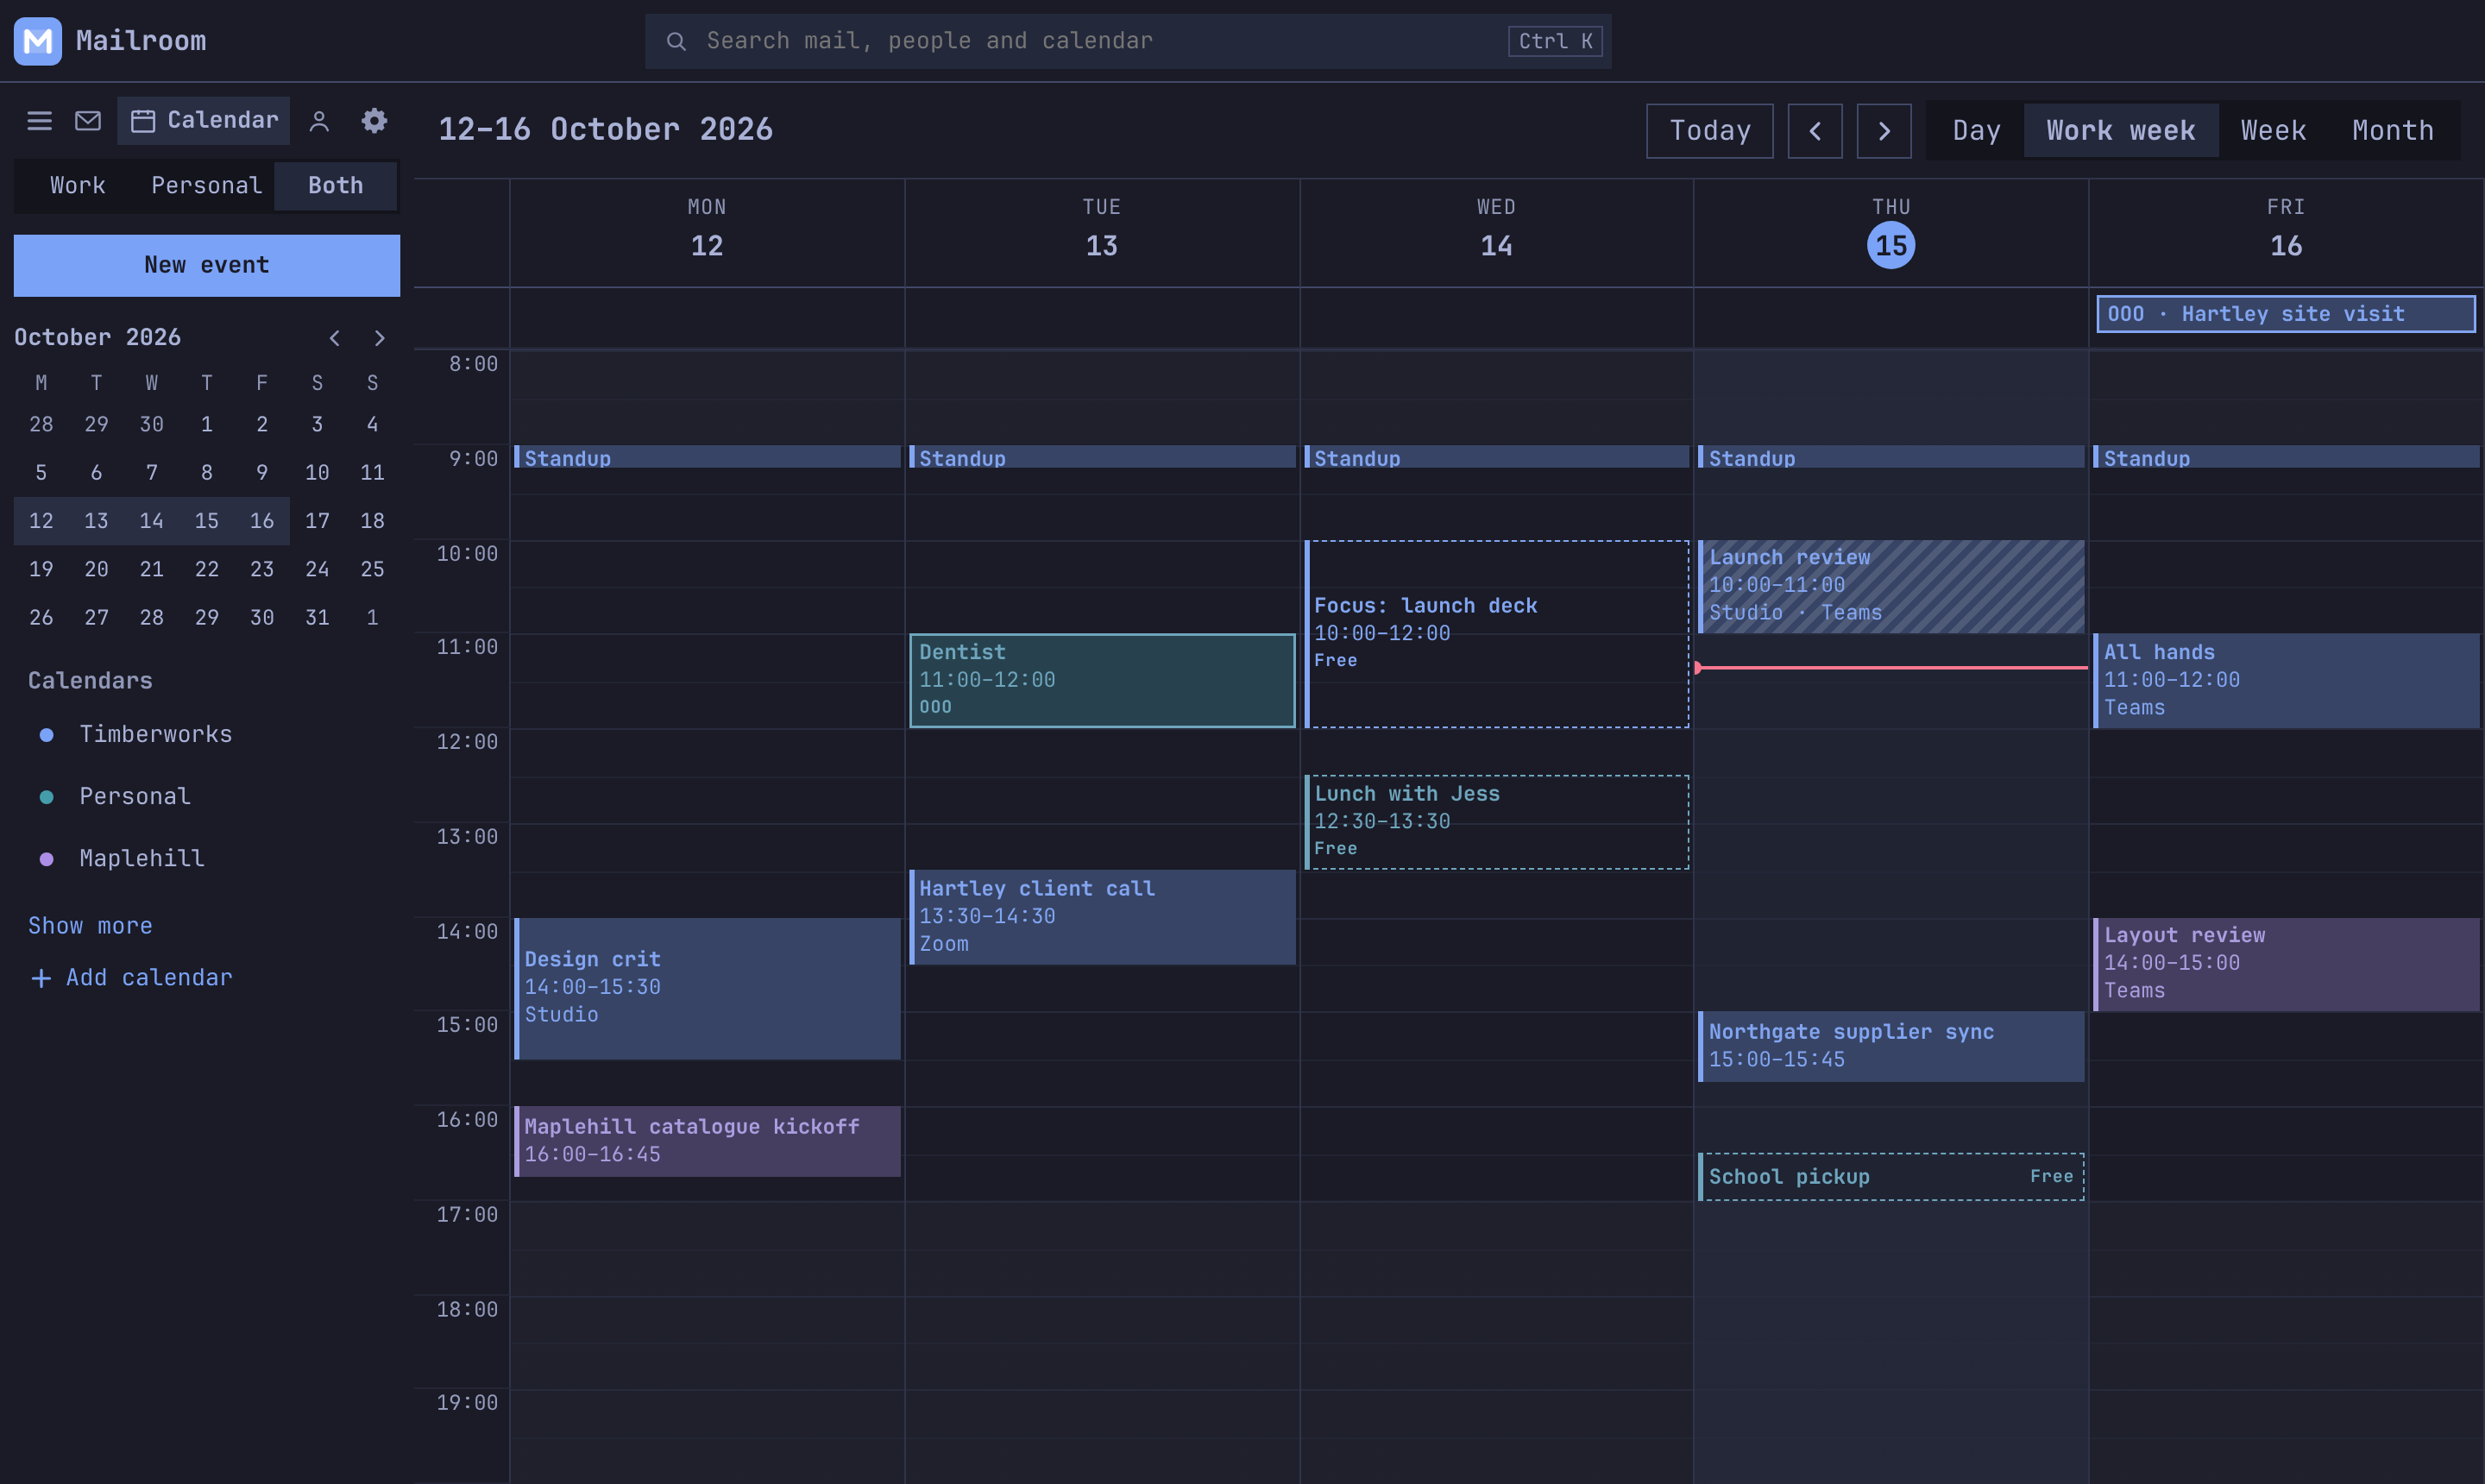 Mailroom
Search mail, people and calendar
Ctrl K
Calendar
Work Personal Both
New event
October 2026
M T W T F S S
28 29 30 1 2 3 4
5 6 7 8 9 10 11
12 13 14 15 16 17 18
19 20 21 22 23 24 25
26 27 28 29 30 31 1
Calendars
Timberworks
Personal
Maplehill
Show more
Add calendar
12–16 October 2026
Today
Day Work week Week Month
MON
12
TUE
13
WED
14
THU
15
FRI
16
OOO · Hartley site visit
8:00
9:00
10:00
11:00
12:00
13:00
14:00
15:00
16:00
17:00
18:00
19:00
Standup
Design crit
14:00–15:30
Studio
Maplehill catalogue kickoff
16:00–16:45
Standup
Dentist
11:00–12:00
OOO
Hartley client call
13:30–14:30
Zoom
Standup
Focus: launch deck
10:00–12:00
Free
Lunch with Jess
12:30–13:30
Free
Standup
Launch review
10:00–11:00
Studio · Teams
Northgate supplier sync
15:00–15:45
School pickup Free
Standup
All hands
11:00–12:00
Teams
Layout review
14:00–15:00
Teams